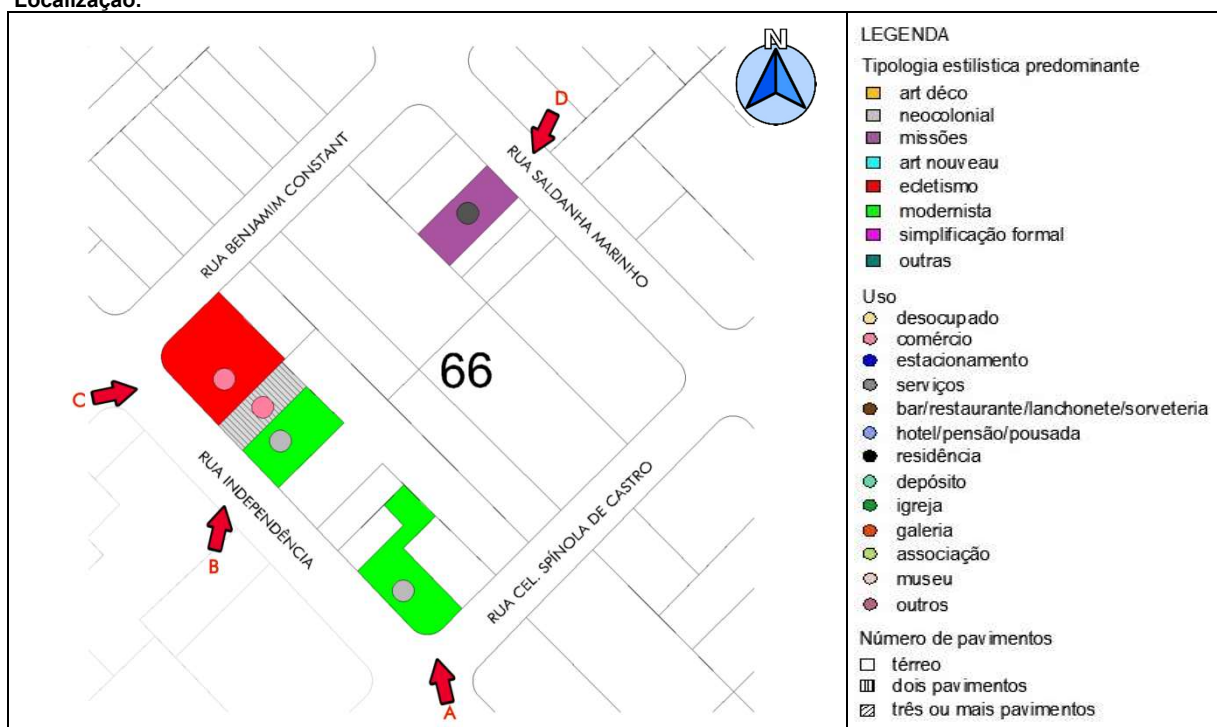 Localização:
N
D
RUA BENJAMIM CONSTANT
RUA SALDANHA MARINHO
66
C
RUA INDEPENDÊNCIA
B
RUA CEL. SPÍNOLA DE CASTRO
A
LEGENDA
Tipologia estilística predominante
art déco
neocolonial
missões
art nouveau
ecletismo
modernista
simplificação formal
outras
Uso
desocupado
comércio
estacionamento
serviços
bar/restaurante/lanchonete/sorveteria
hotel/pensão/pousada
residência
depósito
igreja
galeria
associação
museu
outros
Número de pavimentos
térreo
dois pavimentos
três ou mais pavimentos